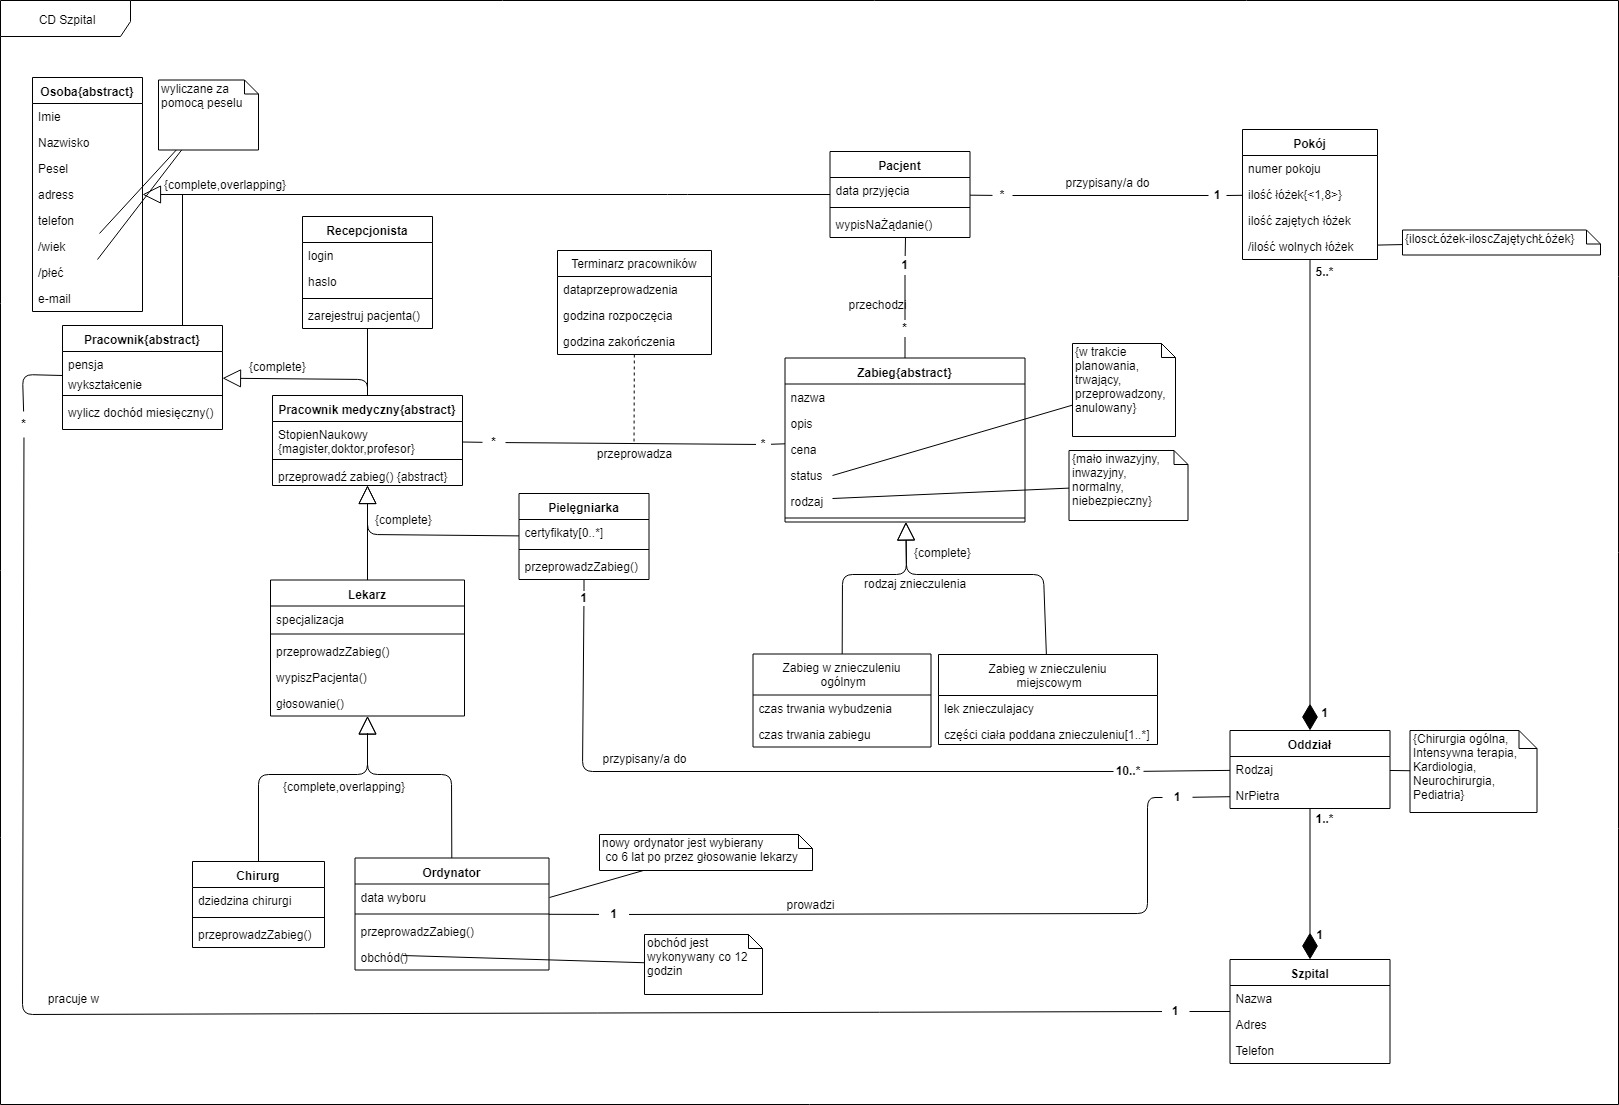 CD Szpital
Osoba{abstract}
Imie
Nazwisko
Pesel
adress
telefon
/wiek
/płeć
e-mail
wyliczane za
pomocą peselu
{complete,overlapping}
Pacjent
data przyjęcia
wypisNaŻądanie()
*
przypisany/a do
1
Pokój
numer pokoju
ilość łóżek{<1,8>}
ilość zajętych łóżek
/ilość wolnych łóżek
{iloscŁóżek-iloscZajętychŁóżek}
5..*
Recepcjonista
login
haslo
zarejestruj pacjenta()
Terminarz pracowników
dataprzeprowadzenia
godzina rozpoczęcia
godzina zakończenia
1
przechodzi
*
Pracownik{abstract}
pensja
wykształcenie
wylicz dochód miesięczny()
{complete}
*
Pracownik medyczny{abstract}
StopienNaukowy
{magister,doktor,profesor}
przeprowadź zabieg() {abstract}
*
przeprowadza
*
Zabieg{abstract}
nazwa
opis
cena
status
rodzaj
{w trakcie
planowania,
trwający,
przeprowadzony,
anulowany}
{mało inwazyjny,
inwazyjny,
normalny,
niebezpieczny}
{complete}
Pielęgniarka
certyfikaty[0..*]
przeprowadzZabieg()
1
{complete}
rodzaj znieczulenia
Lekarz
specjalizacja
przeprowadzZabieg()
wypiszPacjenta()
głosowanie()
Zabieg w znieczuleniu
ogólnym
czas trwania wybudzenia
czas trwania zabiegu
Zabieg w znieczuleniu
miejscowym
lek znieczulajacy
części ciała poddana znieczuleniu[1..*]
1
przypisany/a do
10..*
Oddział
Rodzaj
NrPietra
{Chirurgia ogólna,
Intensywna terapia,
Kardiologia,
Neurochirurgia,
Pediatria}
1
1..*
{complete,overlapping}
nowy ordynator jest wybierany
co 6 lat po przez głosowanie lekarzy
Chirurg
dziedzina chirurgi
przeprowadzZabieg()
Ordynator
data wyboru
przeprowadzZabieg()
obchód()
1
prowadzi
obchód jest
wykonywany co 12
godzin
1
Szpital
Nazwa
Adres
Telefon
pracuje w
1